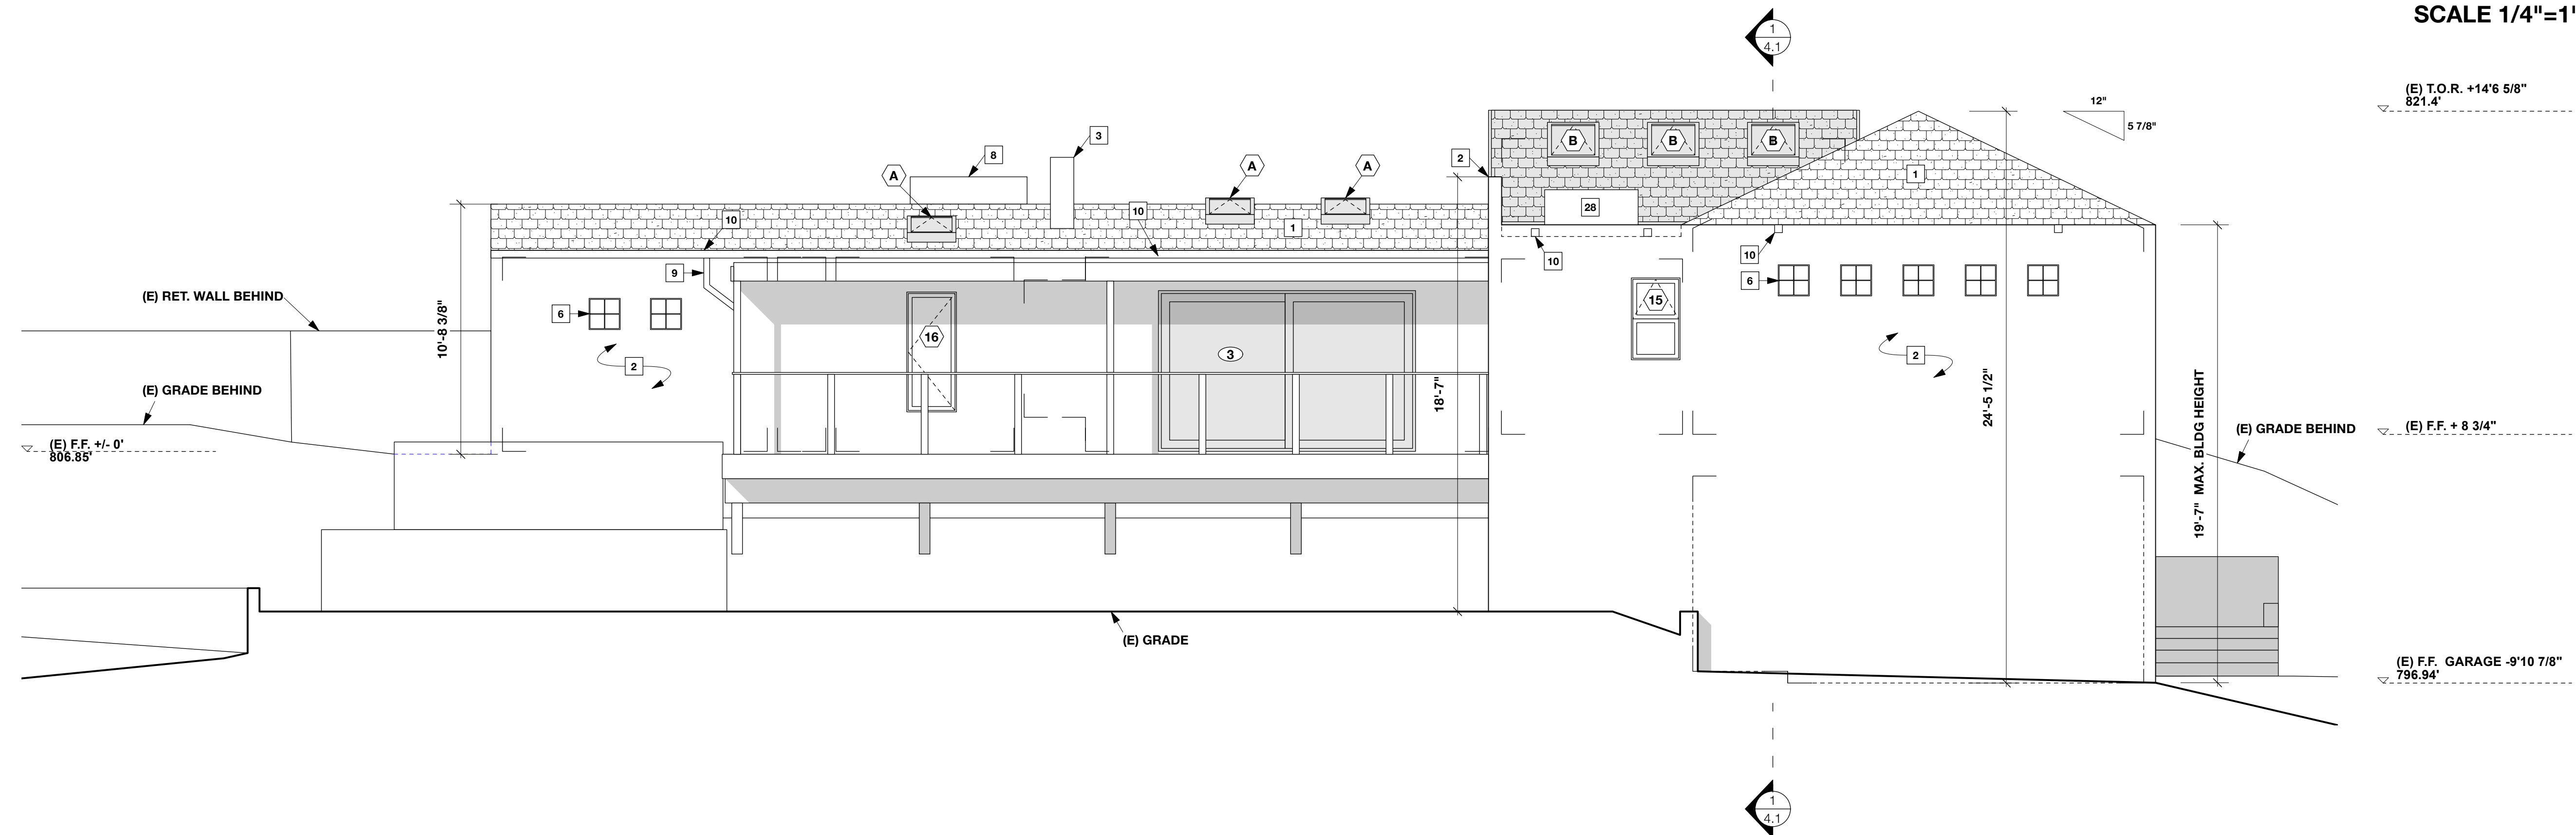 SCALE 1/4"=1'
1
4.1
(E) T.O.R. +14'6 5/8"
821.4'
12"
5 7/8"
3
8
2
A
A
A
B
B
B
1
10
10
1
28
9
10
10
(E) RET. WALL BEHIND
6
6
15
16
10'-8 3/8"
2
3
2
18'-7"
24'-5 1/2"
19'-7" MAX. BLDG HEIGHT
(E) GRADE BEHIND
(E) F.F. +/- 0'
806.85'
(E) F.F. + 8 3/4"
(E) GRADE BEHIND
(E) GRADE
(E) F.F. GARAGE -9'10 7/8"
796.94'
1
4.1